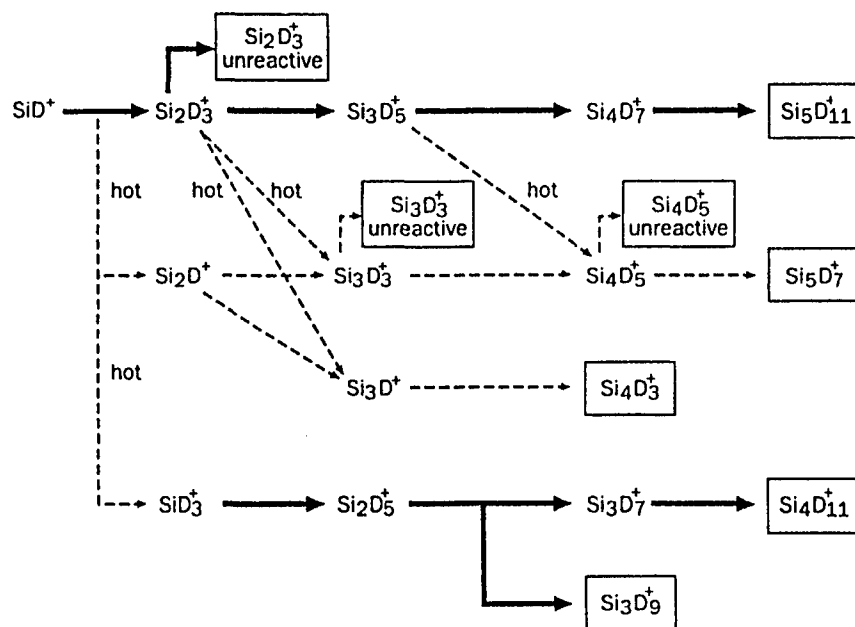 Si₂D₃⁺
unreactive
SiD⁺ Si₂D₃⁺ Si₃D₅⁺ Si₄D₇⁺ Si₅D₁₁⁺
hot hot hot hot
Si₃D₃⁺ Si₄D₅⁺
unreactive unreactive
Si₂D⁺ Si₃D₃⁺ Si₄D₅⁺ Si₅D₇⁺
hot
Si₃D⁺ Si₄D₃⁺
SiD₃⁺ Si₂D₅⁺ Si₃D₇⁺ Si₄D₁₁⁺
Si₃D₉⁺